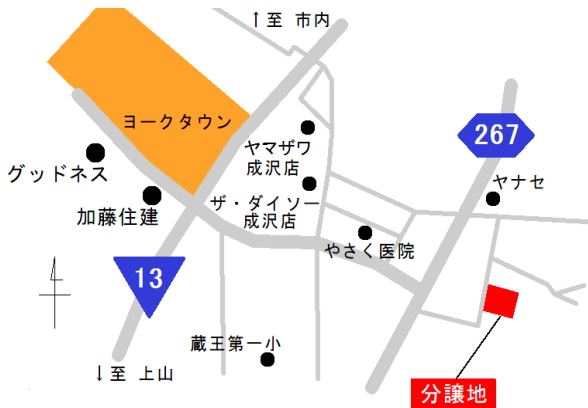 ↑至 市内
ヨークタウン
267
ヤマザワ
成沢店
グッドネス
ヤナセ
ザ・ダイソー
成沢店
加藤住建
やさく医院
13
蔵王第一小
↓至 上山
分譲地